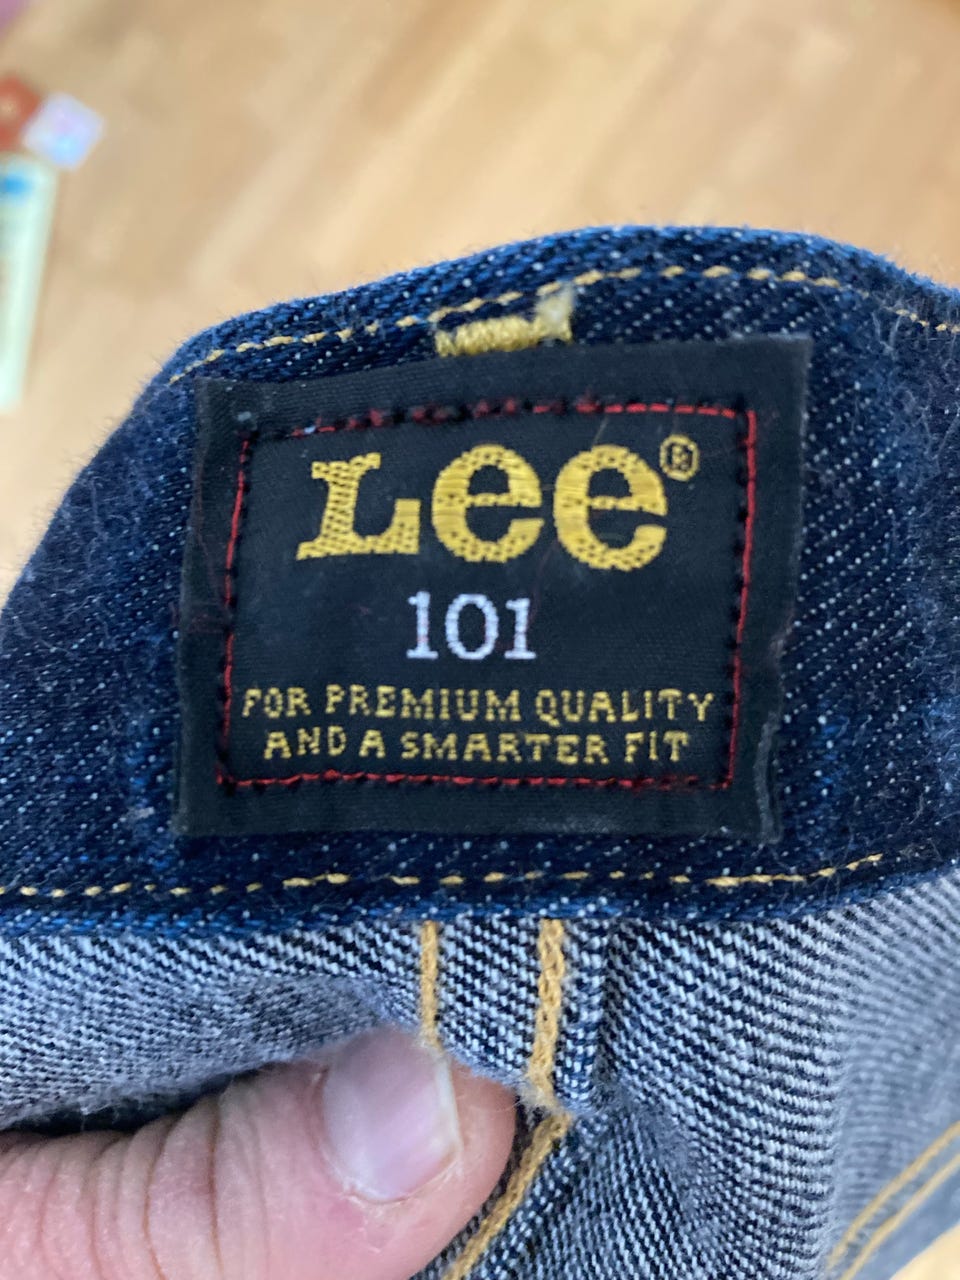 Lee®
101
FOR PREMIUM QUALITY
AND A SMARTER FIT